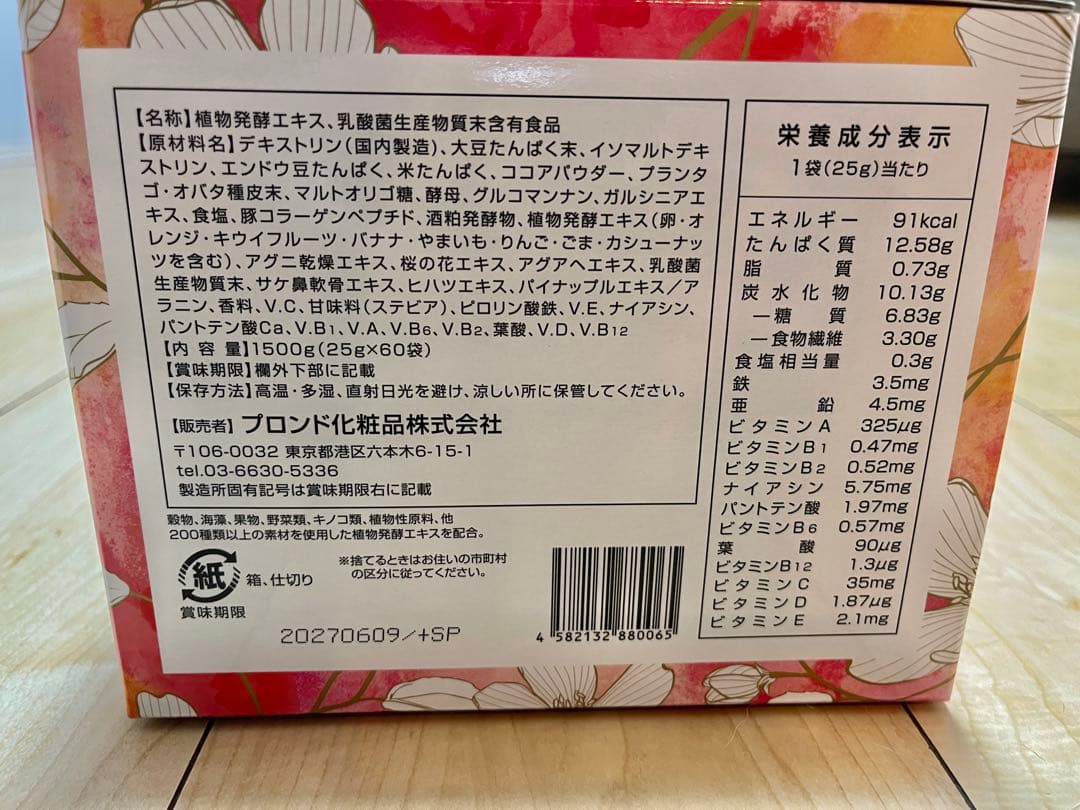 【名称】植物発酵エキス、乳酸菌生産物質末含有食品
【原材料名】デキストリン(国内製造)、大豆たんぱく末、イソマルトデキ
ストリン、エンドウ豆たんぱく、米たんぱく、ココアパウダー、プランタ
ゴ・オバタ種皮末、マルトオリゴ糖、酵母、グルコマンナン、ガルシニアエ
キス、食塩、豚コラーゲンペプチド、酒粕発酵物、植物発酵エキス(卵・オ
レンジ・キウイフルーツ・バナナ・やまいも・りんご・ごま・カシューナッ
ツを含む)、アグニ乾燥エキス、桜の花エキス、アグアヘエキス、乳酸菌
生産物質末、サケ鼻軟骨エキス、ヒハツエキス、パイナップルエキス/ア
ラニン、香料、V.C、甘味料(ステビア)、ピロリン酸鉄、V.E、ナイアシン、
パントテン酸Ca、V.B1、V.A、V.B6、V.B2、葉酸、V.D、V.B12
【内 容 量】1500g(25g×60袋)
【賞味期限】欄外下部に記載
【保存方法】高温・多湿、直射日光を避け、涼しい所に保管してください。
【販売者】プロンド化粧品株式会社
〒106-0032 東京都港区六本木6-15-1
tel.03-6630-5336
製造所固有記号は賞味期限右に記載
穀物、海藻、果物、野菜類、キノコ類、植物性原料、他
200種類以上の素材を使用した植物発酵エキスを配合。
紙
箱、仕切り
※捨てるときはお住いの市町村
の区分に従ってください。
賞味期限
20270609/+SP
4 582132 880065
栄養成分表示
1袋(25g)当たり
エネルギー 91kcal
たんぱく質 12.58g
脂質 0.73g
炭水化物 10.13g
－糖質 6.83g
－食物繊維 3.30g
食塩相当量 0.3g
鉄 3.5mg
亜鉛 4.5mg
ビタミンA 325μg
ビタミンB1 0.47mg
ビタミンB2 0.52mg
ナイアシン 5.75mg
パントテン酸 1.97mg
ビタミンB6 0.57mg
葉酸 90μg
ビタミンB12 1.3μg
ビタミンC 35mg
ビタミンD 1.87μg
ビタミンE 2.1mg